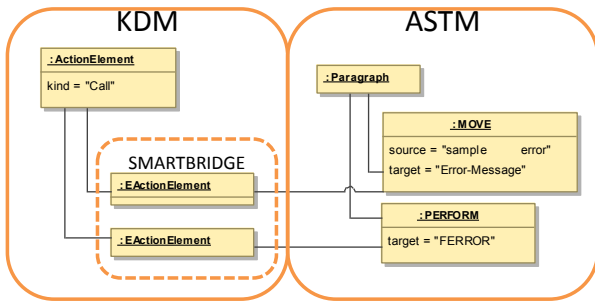 KDM
ASTM
: ActionElement
kind = "Call"
: Paragraph
: MOVE
source = "sample error"
target = "Error-Message"
SMARTBRIDGE
: EActionElement
: PERFORM
target = "FERROR"
: EActionElement